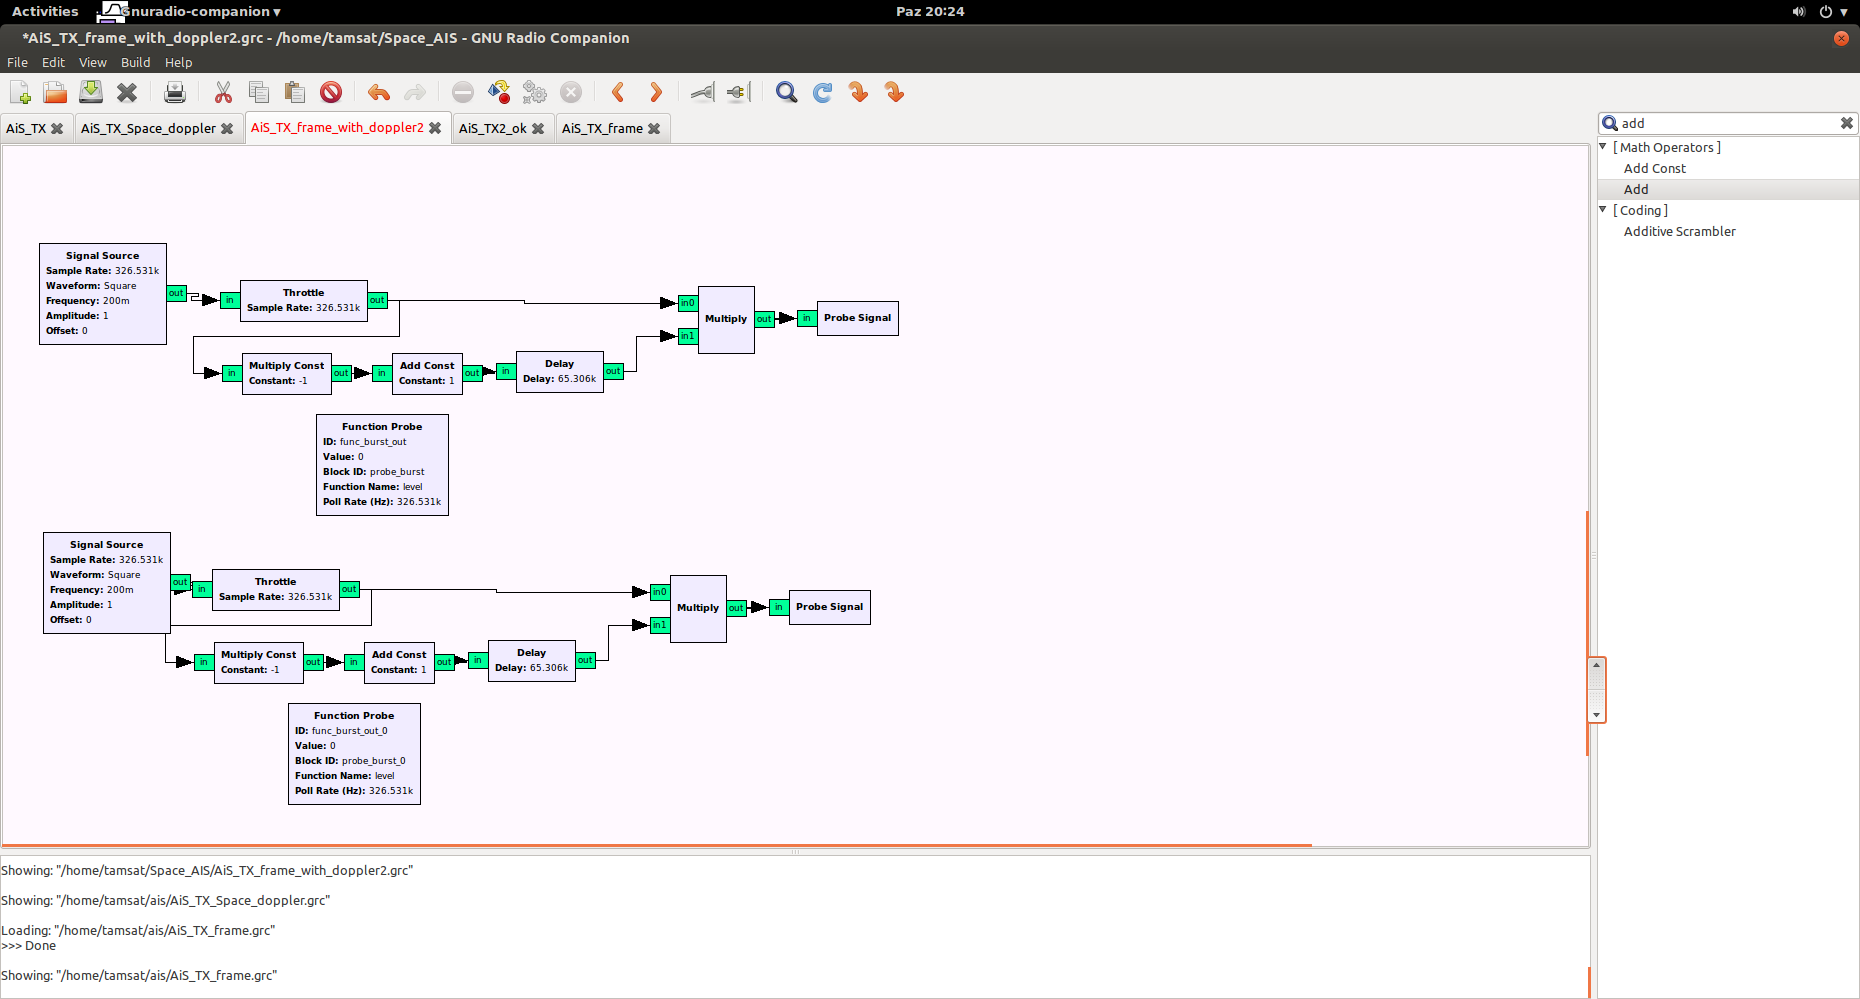 Activities Gnuradio-companion Paz 20:24
*AiS_TX_frame_with_doppler2.grc - /home/tamsat/Space_AIS - GNU Radio Companion
File Edit View Build Help
AiS_TX AiS_TX_Space_doppler AiS_TX_frame_with_doppler2 AiS_TX2_ok AiS_TX_frame
add
[ Math Operators ]
Add Const
Add
[ Coding ]
Additive Scrambler
Signal Source
Sample Rate: 326.531k
Waveform: Square
Frequency: 200m
Amplitude: 1
Offset: 0
out
in
Throttle
Sample Rate: 326.531k
out
in0
in1
Multiply
out
in
Probe Signal
in
Multiply Const
Constant: -1
out
in
Add Const
Constant: 1
out
in
Delay
Delay: 65.306k
out
Function Probe
ID: func_burst_out
Value: 0
Block ID: probe_burst
Function Name: level
Poll Rate (Hz): 326.531k
Signal Source
Sample Rate: 326.531k
Waveform: Square
Frequency: 200m
Amplitude: 1
Offset: 0
out
in
Throttle
Sample Rate: 326.531k
out
in0
in1
Multiply
out
in
Probe Signal
in
Multiply Const
Constant: -1
out
in
Add Const
Constant: 1
out
in
Delay
Delay: 65.306k
out
Function Probe
ID: func_burst_out_0
Value: 0
Block ID: probe_burst_0
Function Name: level
Poll Rate (Hz): 326.531k
Showing: "/home/tamsat/Space_AIS/AiS_TX_frame_with_doppler2.grc"
Showing: "/home/tamsat/ais/AiS_TX_Space_doppler.grc"
Loading: "/home/tamsat/ais/AiS_TX_frame.grc"
>>> Done
Showing: "/home/tamsat/ais/AiS_TX_frame.grc"